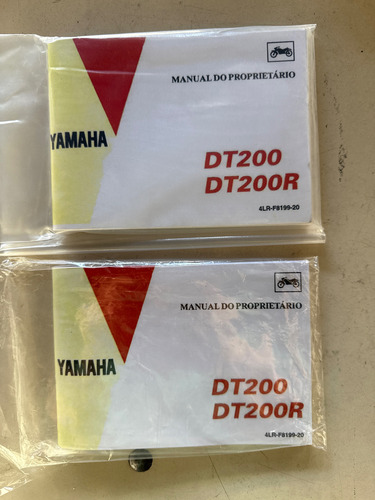 MANUAL DO PROPRIETÁRIO
YAMAHA
DT200
DT200R
4LR-F8199-20
MANUAL DO PROPRIETÁRIO
YAMAHA
DT200
DT200R
4LR-F8199-20